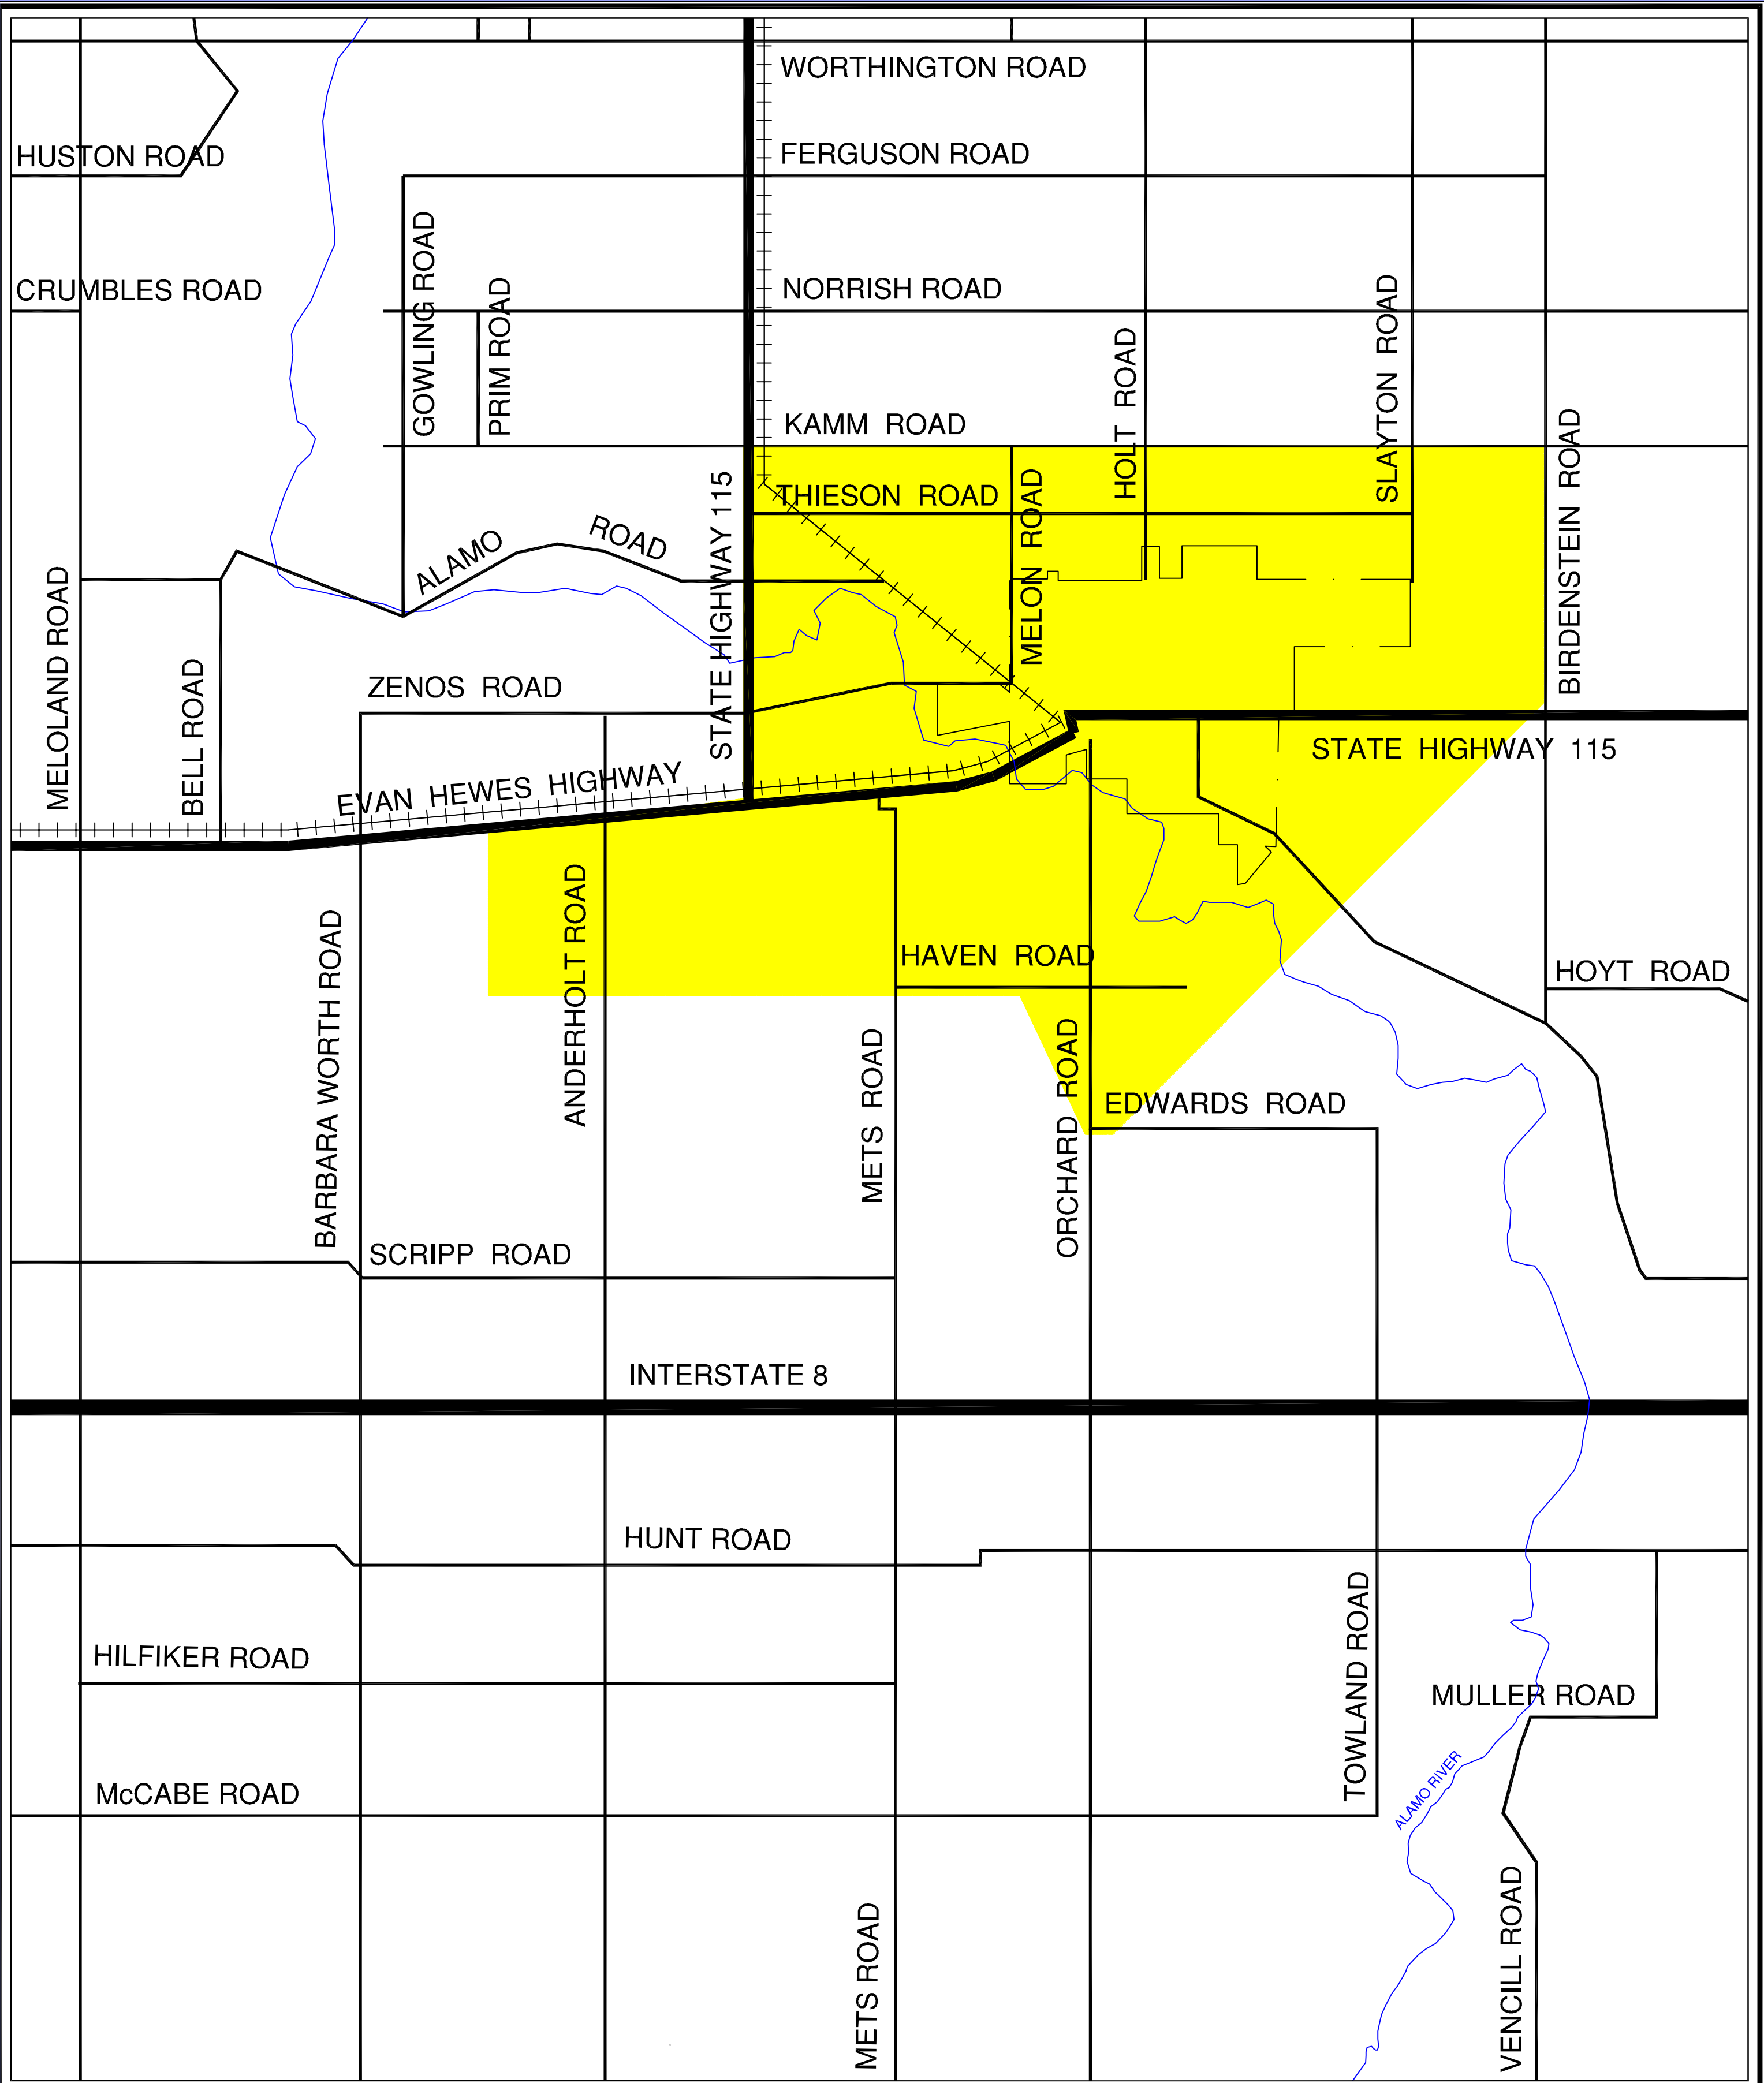 WORTHINGTON ROAD
HUSTON ROAD
FERGUSON ROAD
GOWLING ROAD
CRUMBLES ROAD
PRIM ROAD
NORRISH ROAD
HOLT ROAD
SLAYTON ROAD
KAMM ROAD
BIRDENSTEIN ROAD
STATE HIGHWAY 115
THIESON ROAD
MELON ROAD
ALAMO ROAD
MELOLAND ROAD
BELL ROAD
ZENOS ROAD
STATE HIGHWAY 115
EVAN HEWES HIGHWAY
ANDERHOLT ROAD
BARBARA WORTH ROAD
HAVEN ROAD
HOYT ROAD
METS ROAD
ORCHARD ROAD
EDWARDS ROAD
SCRIPP ROAD
INTERSTATE 8
HUNT ROAD
TOWLAND ROAD
HILFIKER ROAD
MULLER ROAD
ALAMO RIVER
McCABE ROAD
VENCILL ROAD
METS ROAD